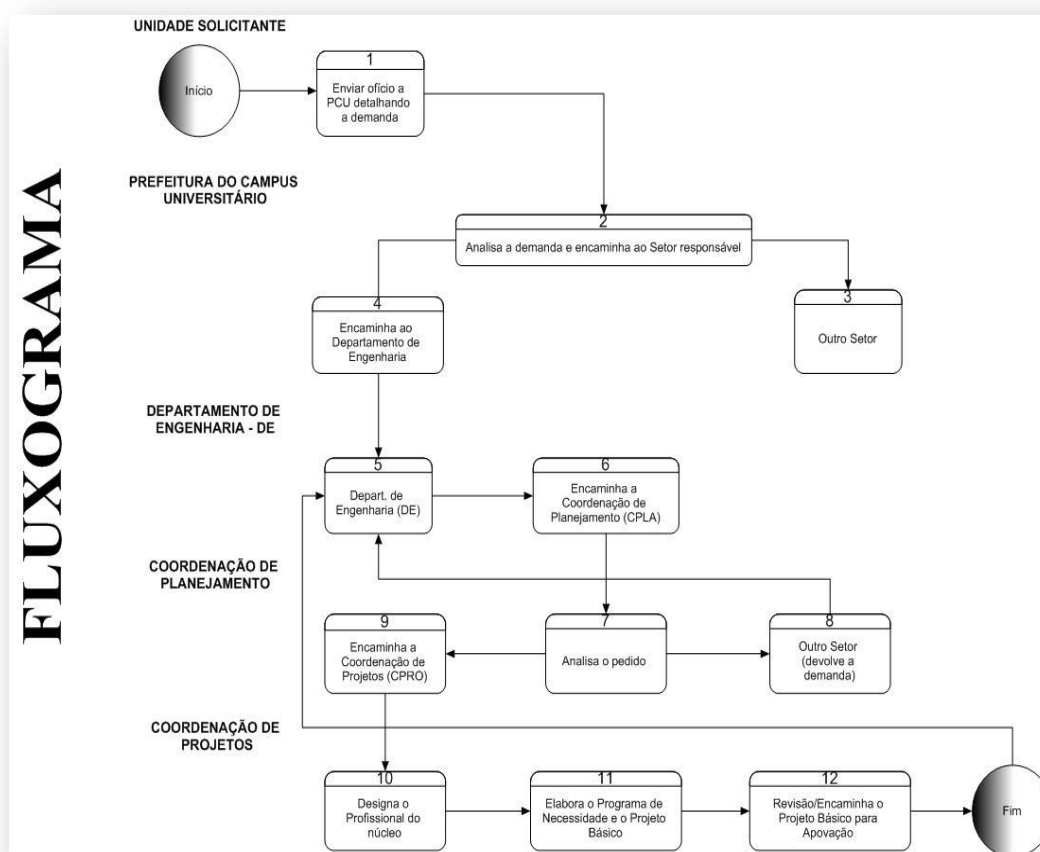 FLUXOGRAMA
UNIDADE SOLICITANTE
Início
1
Enviar ofício a
PCU detalhando
a demanda
PREFEITURA DO CAMPUS
UNIVERSITÁRIO
2
Analisa a demanda e encaminha ao Setor responsável
3
Outro Setor
4
Encaminha ao
Departamento de
Engenharia
DEPARTAMENTO DE
ENGENHARIA - DE
5
Depart. de
Engenharia (DE)
6
Encaminha a
Coordenação de
Planejamento (CPLA)
COORDENAÇÃO DE
PLANEJAMENTO
7
Analisa o pedido
8
Outro Setor
(devolve a
demanda)
9
Encaminha a
Coordenação de
Projetos (CPRO)
COORDENAÇÃO DE
PROJETOS
10
Designa o
Profissional do
núcleo
11
Elabora o Programa de
Necessidade e o Projeto
Básico
12
Revisão/Encaminha o
Projeto Básico para
Apovação
Fim